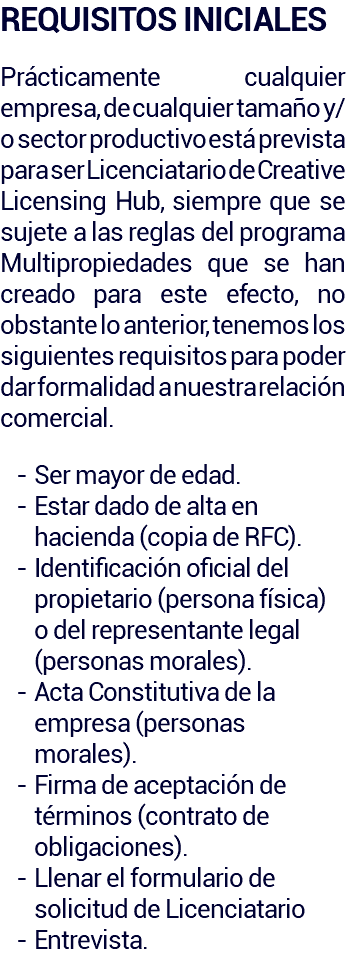 REQUISITOS INICIALES
Prácticamente cualquier
empresa, de cualquier tamaño y/
o sector productivo está prevista
para ser Licenciatario de Creative
Licensing Hub, siempre que se
sujete a las reglas del programa
Multipropiedades que se han
creado para este efecto, no
obstante lo anterior, tenemos los
siguientes requisitos para poder
dar formalidad a nuestra relación
comercial.
- Ser mayor de edad.
- Estar dado de alta en
hacienda (copia de RFC).
- Identificación oficial del
propietario (persona física)
o del representante legal
(personas morales).
- Acta Constitutiva de la
empresa (personas
morales).
- Firma de aceptación de
términos (contrato de
obligaciones).
- Llenar el formulario de
solicitud de Licenciatario
- Entrevista.